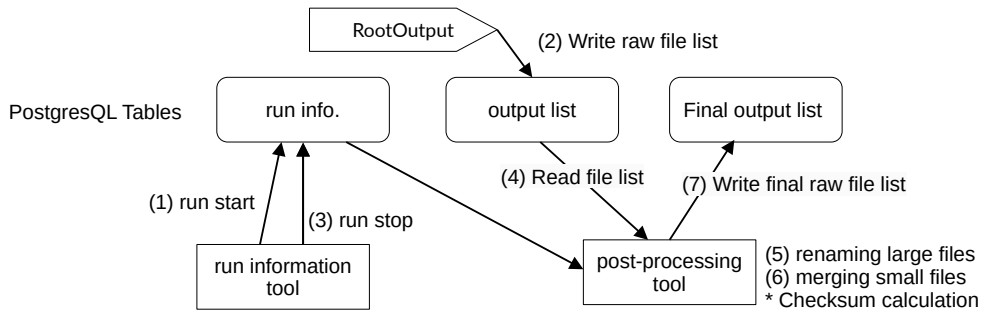 RootOutput
(2) Write raw file list
PostgresQL Tables
run info.
output list
Final output list
(1) run start
(3) run stop
(4) Read file list
(7) Write final raw file list
run information
tool
post-processing
tool
(5) renaming large files
(6) merging small files
* Checksum calculation